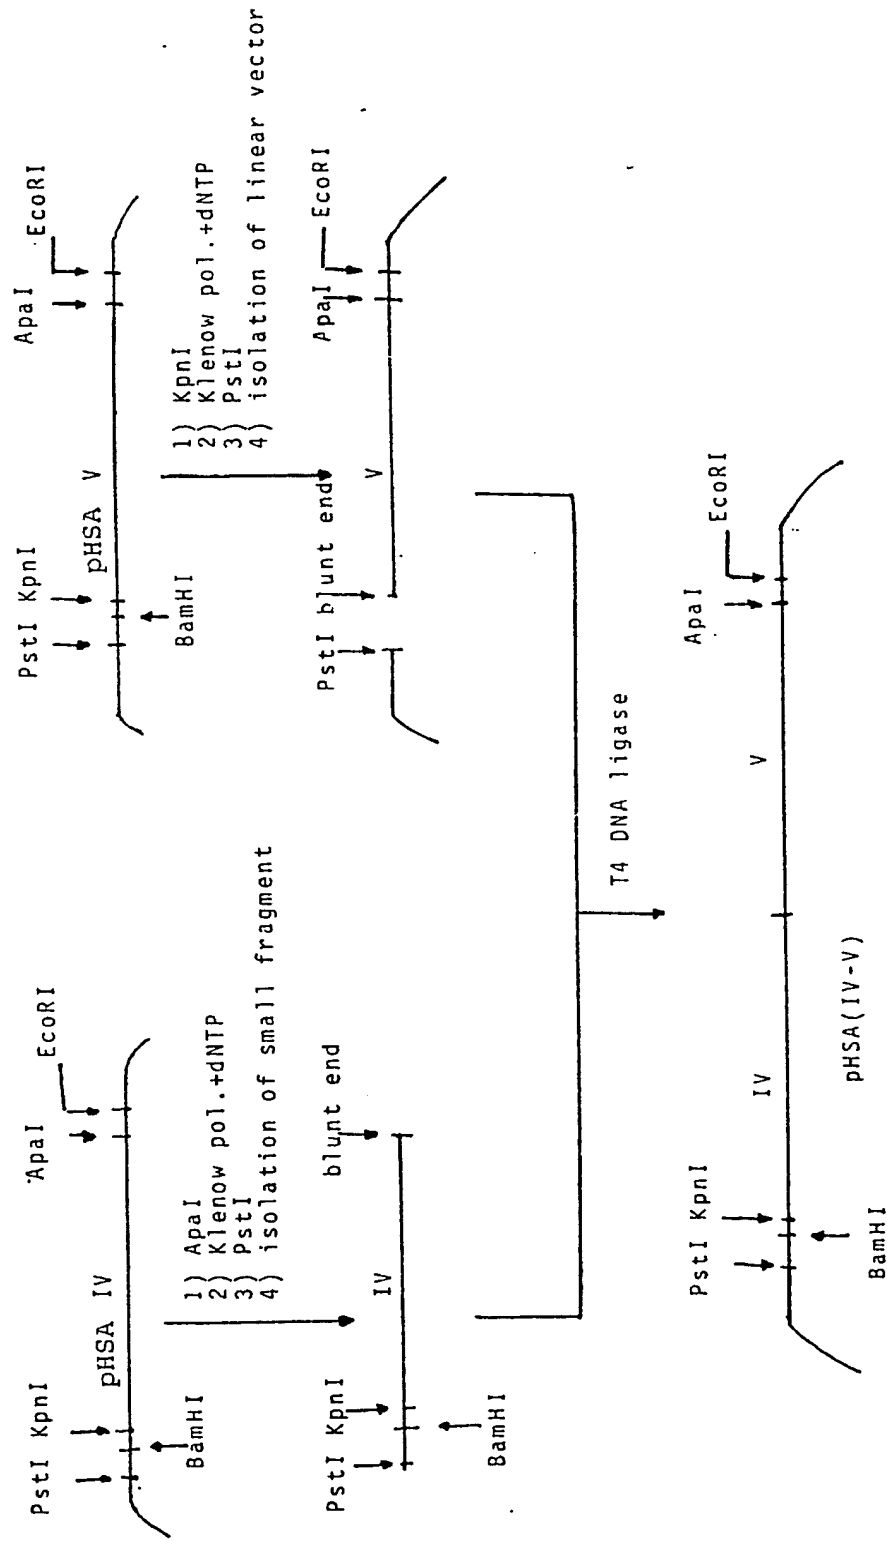 PstI KpnI
pHSA IV
BamHI
ApaI
EcoRI
1) ApaI
2) Klenow pol.+dNTP
3) PstI
4) isolation of small fragment
PstI KpnI
IV
blunt end
BamHI
PstI KpnI
pHSA V
BamHI
ApaI
EcoRI
1) KpnI
2) Klenow pol.+dNTP
3) PstI
4) isolation of linear vector
PstI blunt end
V
ApaI
EcoRI
T4 DNA ligase
PstI KpnI
IV
V
ApaI
EcoRI
BamHI
pHSA(IV-V)